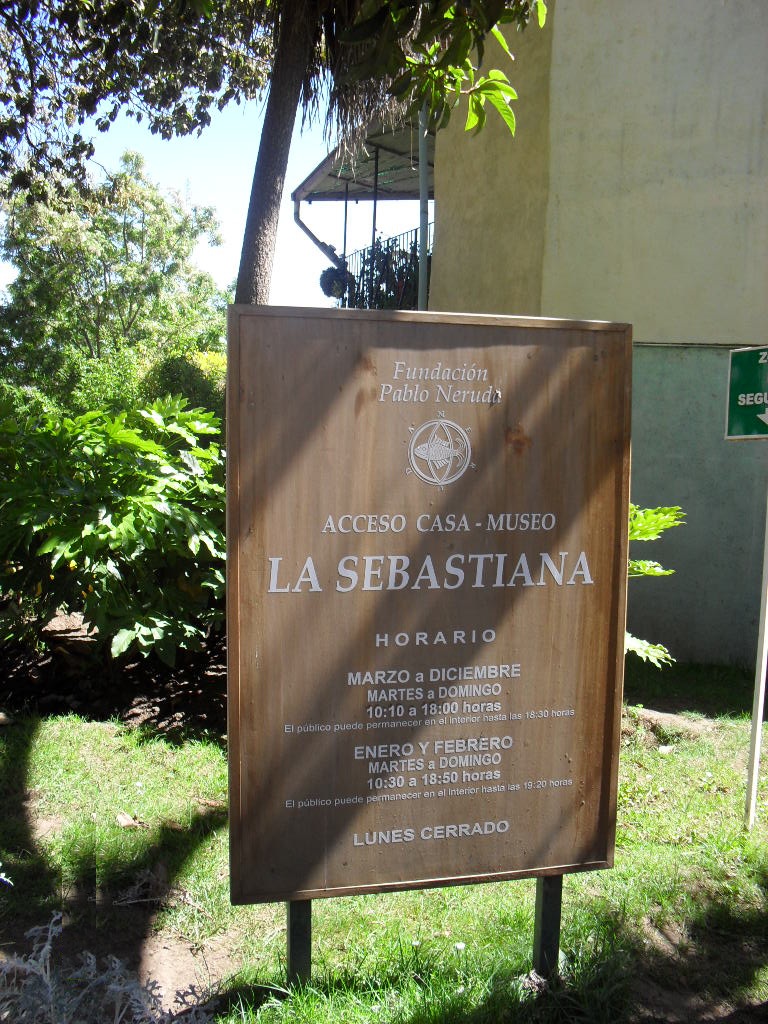 Fundación
Pablo Neruda
ACCESO CASA - MUSEO
LA SEBASTIANA
HORARIO
MARZO a DICIEMBRE
MARTES a DOMINGO
10:10 a 18:00 horas
El público puede permanecer en el interior hasta las 18:30 horas
ENERO Y FEBRERO
MARTES a DOMINGO
10:30 a 18:50 horas
El público puede permanecer en el interior hasta las 19:20 horas
LUNES CERRADO
Z
SEGU